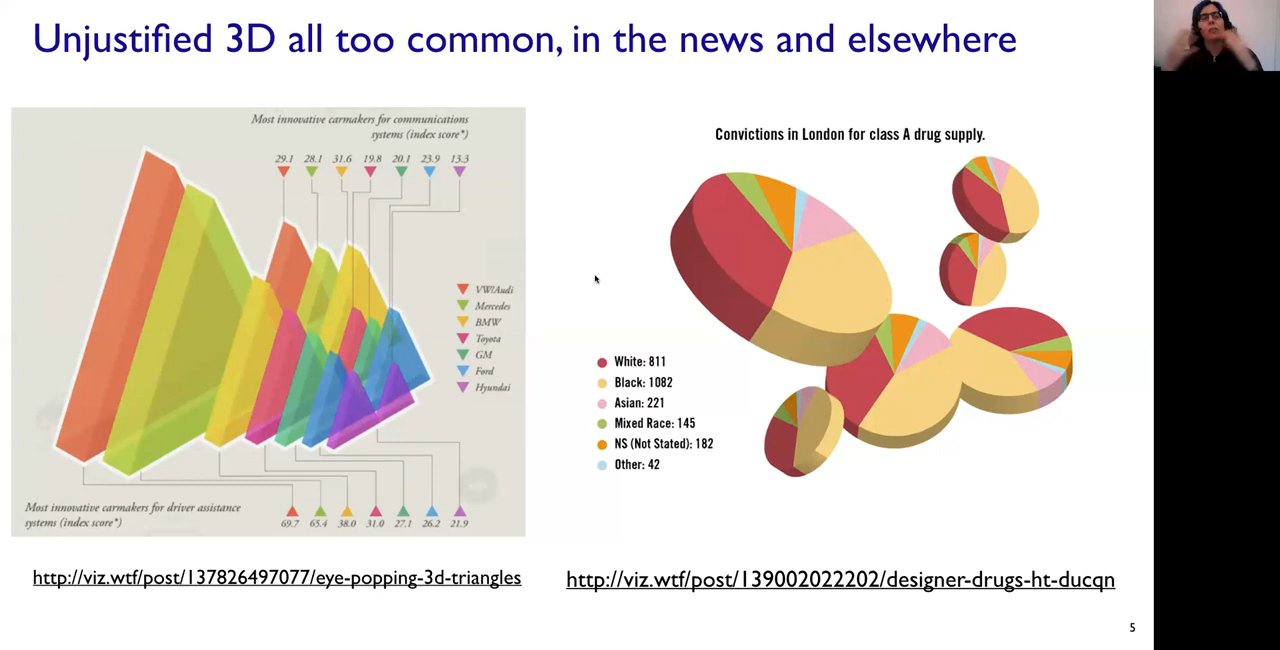 Unjustified 3D all too common, in the news and elsewhere
Most innovative carmakers for communications
systems (index score*)
29.1 28.1 31.6 19.8 20.1 23.9 13.3
VW/Audi
Mercedes
BMW
Toyota
GM
Ford
Hyundai
Most innovative carmakers for driver assistance
systems (index score*)
69.7 65.4 38.0 31.0 27.1 26.2 21.9
http://viz.wtf/post/137826497077/eye-popping-3d-triangles
Convictions in London for class A drug supply.
White: 811
Black: 1082
Asian: 221
Mixed Race: 145
NS (Not Stated): 182
Other: 42
http://viz.wtf/post/139002022202/designer-drugs-ht-ducqn
5